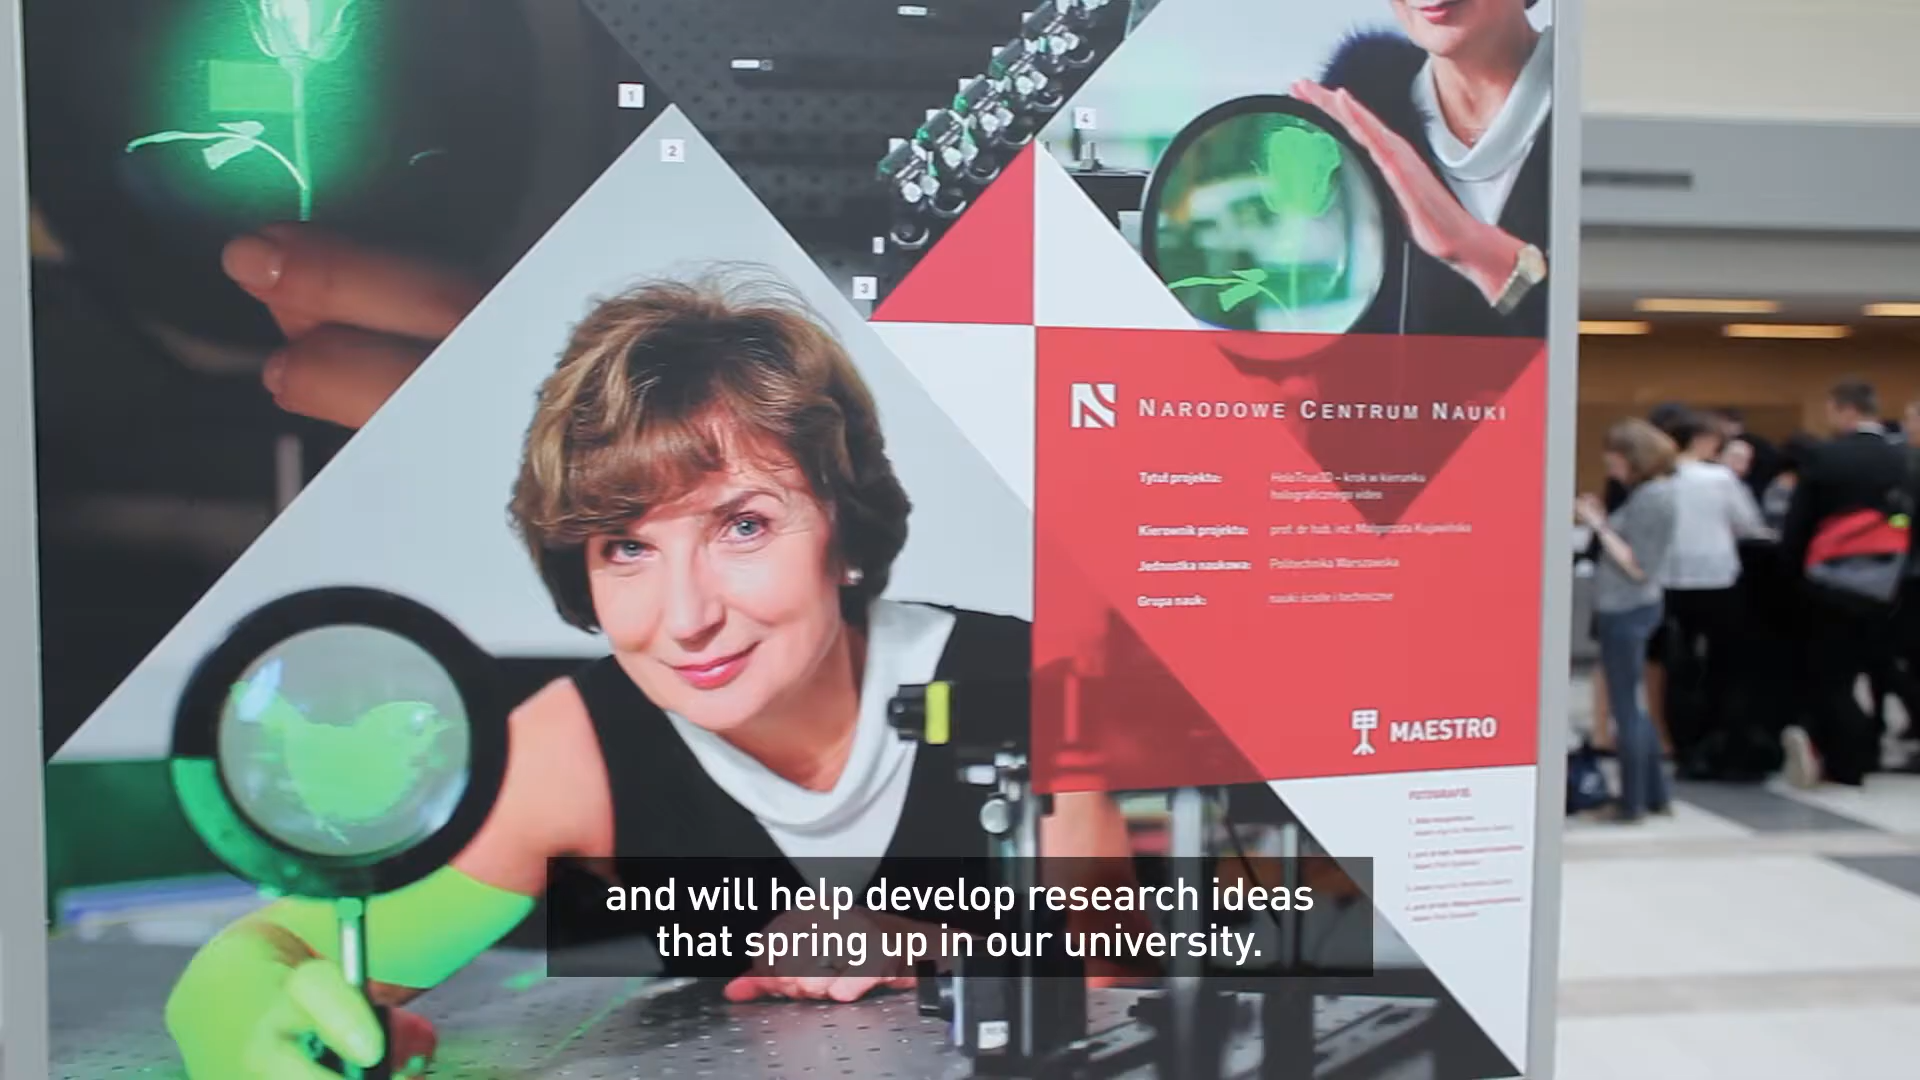 1
2
4
3
NARODOWE CENTRUM NAUKI
Tytuł projektu: HoloTrue3D – krok w kierunku
holograficznego video
Kierownik projektu: prof. dr hab. inż. Małgorzata Kujawińska
Jednostka naukowa: Politechnika Warszawska
Grupa nauk: nauki ścisłe i techniczne
MAESTRO
FOTOGRAFIE:
and will help develop research ideas
that spring up in our university.